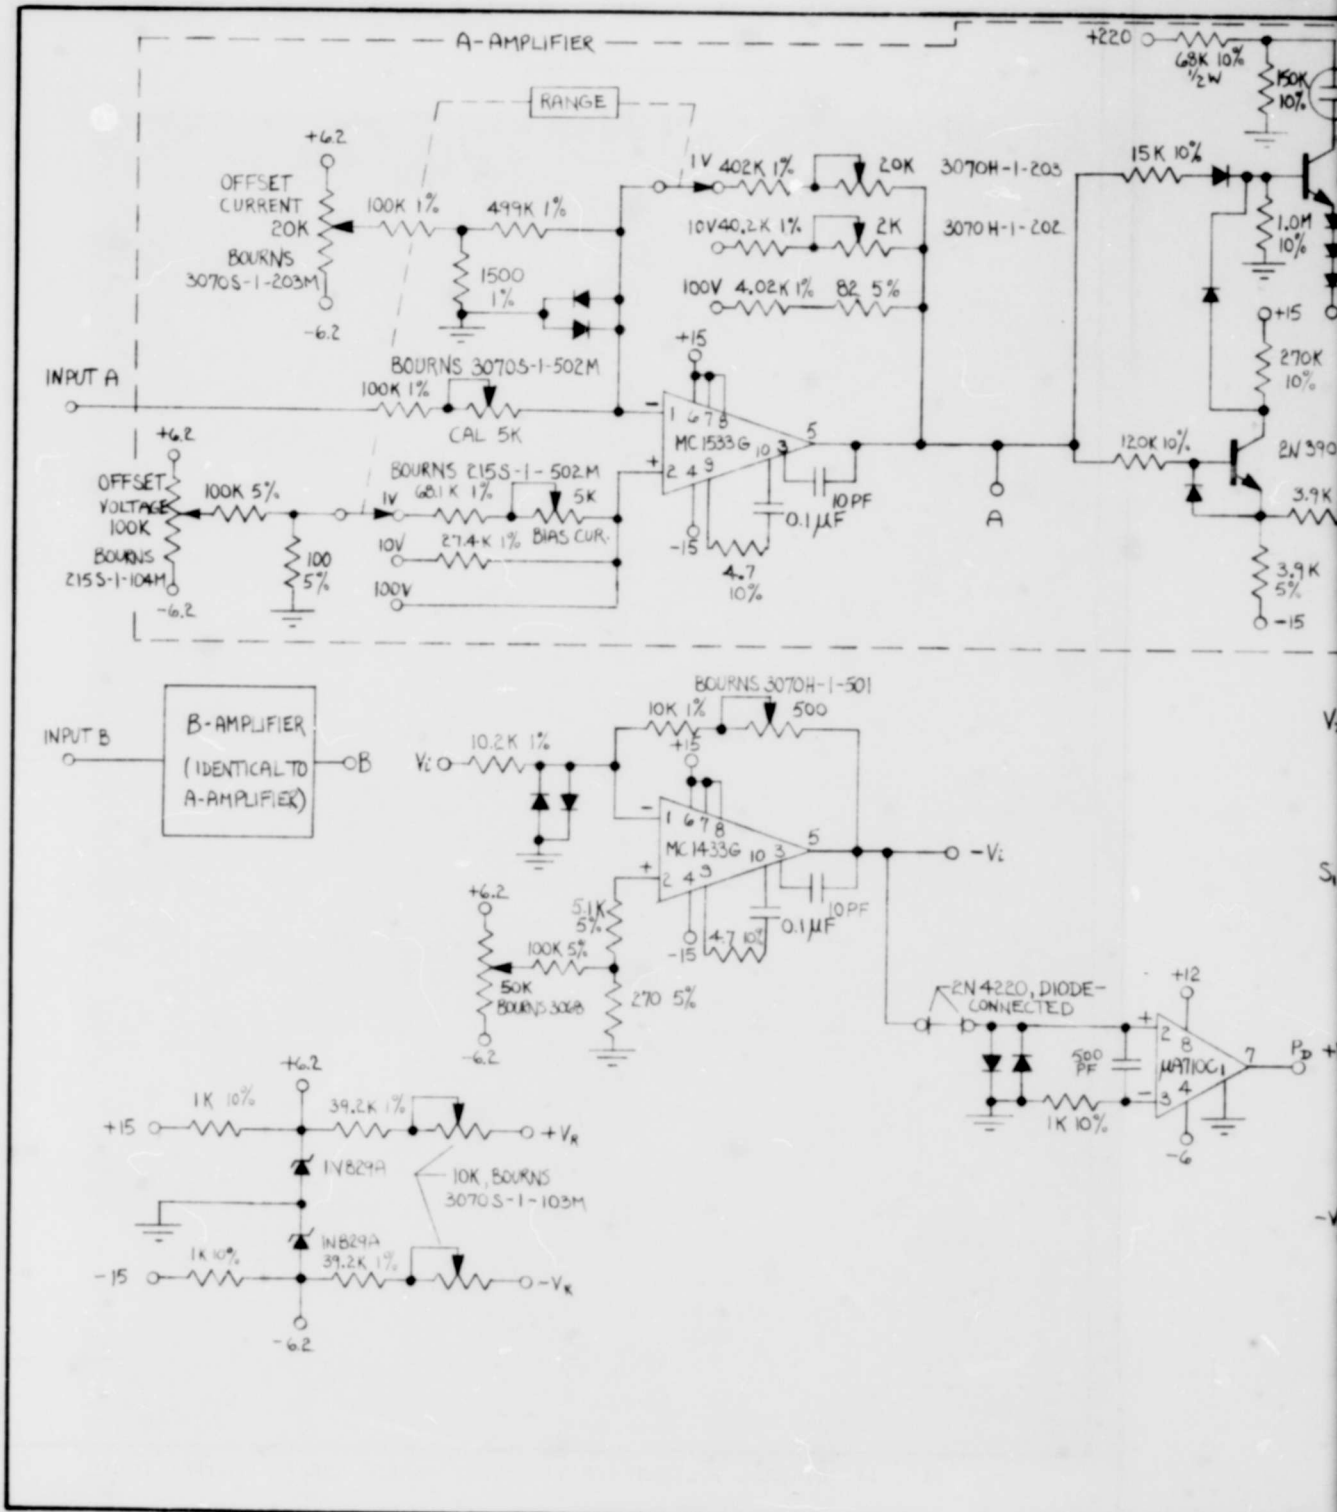 A-AMPLIFIER
+220
68K 10%
1/2 W
150K
10%
RANGE
+6.2
OFFSET
CURRENT
20K
BOURNS
3070S-1-203M
-6.2
100K 1%
499K 1%
1500
1%
1V
402K 1%
20K
3070H-1-203
10V
40.2K 1%
2K
3070H-1-202
100V
4.02K 1%
82 5%
15K 10%
1.0M
10%
+15
270K
10%
INPUT A
BOURNS 3070S-1-502M
100K 1%
CAL 5K
+15
-
1
6
7
8
MC1533G
5
+
2
4
9
10
3
10PF
0.1µF
-15
4.7
10%
A
120K 10%
2N 390
3.9K
3.9K
5%
-15
+6.2
OFFSET
VOLTAGE
100K
BOURNS
215S-1-104M
-6.2
100K 5%
100
5%
BOURNS 215S-1-502M
1V
68.1K 1%
5K
BIAS CUR.
10V
27.4K 1%
100V
INPUT B
B-AMPLIFIER
(IDENTICAL TO
A-AMPLIFIER)
B
BOURNS 3070H-1-501
10K 1%
500
Vi
10.2K 1%
+15
-
1
6
7
8
MC1433G
5
+
2
4
9
10
3
10PF
0.1µF
-15
4.7 10%
-Vi
+6.2
50K
BOURNS 3068
-6.2
100K 5%
5.1K
5%
270 5%
2N4220, DIODE-
CONNECTED
+12
+
2
8
µA710C
1
7
PD
-
3
4
-6
500
PF
1K 10%
+6.2
+15
1K 10%
39.2K 1%
+VR
1N829A
10K, BOURNS
3070S-1-103M
1N829A
-15
1K 10%
39.2K 1%
-VR
-6.2